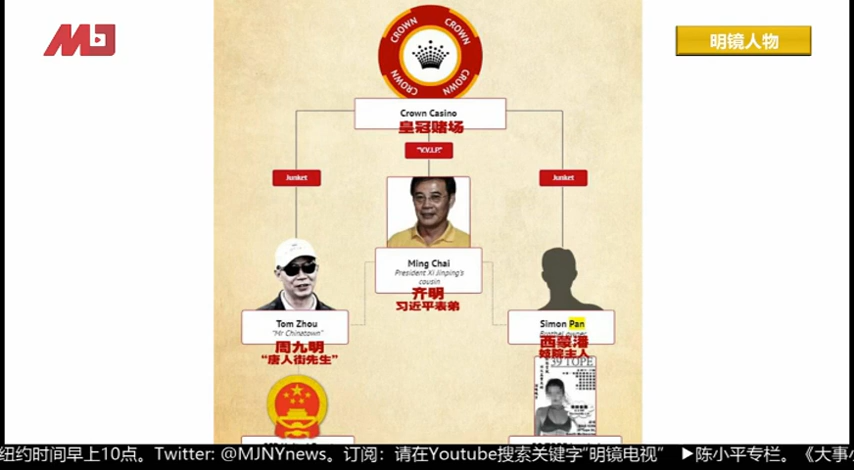 MJ
明镜人物
CROWN CROWN CROWN CROWN
Crown Casino
皇冠赌场
"V.V.I.P."
Junket
Junket
Ming Chai
President Xi Jinping's
cousin
齐明
习近平表弟
Tom Zhou
"Mr Chinatown"
周九明
“唐人街先生”
Simon Pan
Brothel owner
西蒙潘
妓院主人
39 TOPE
纽约时间早上10点。Twitter: @MJNYnews。订阅：请在Youtube搜索关键字“明镜电视” ▶陈小平专栏。《大事